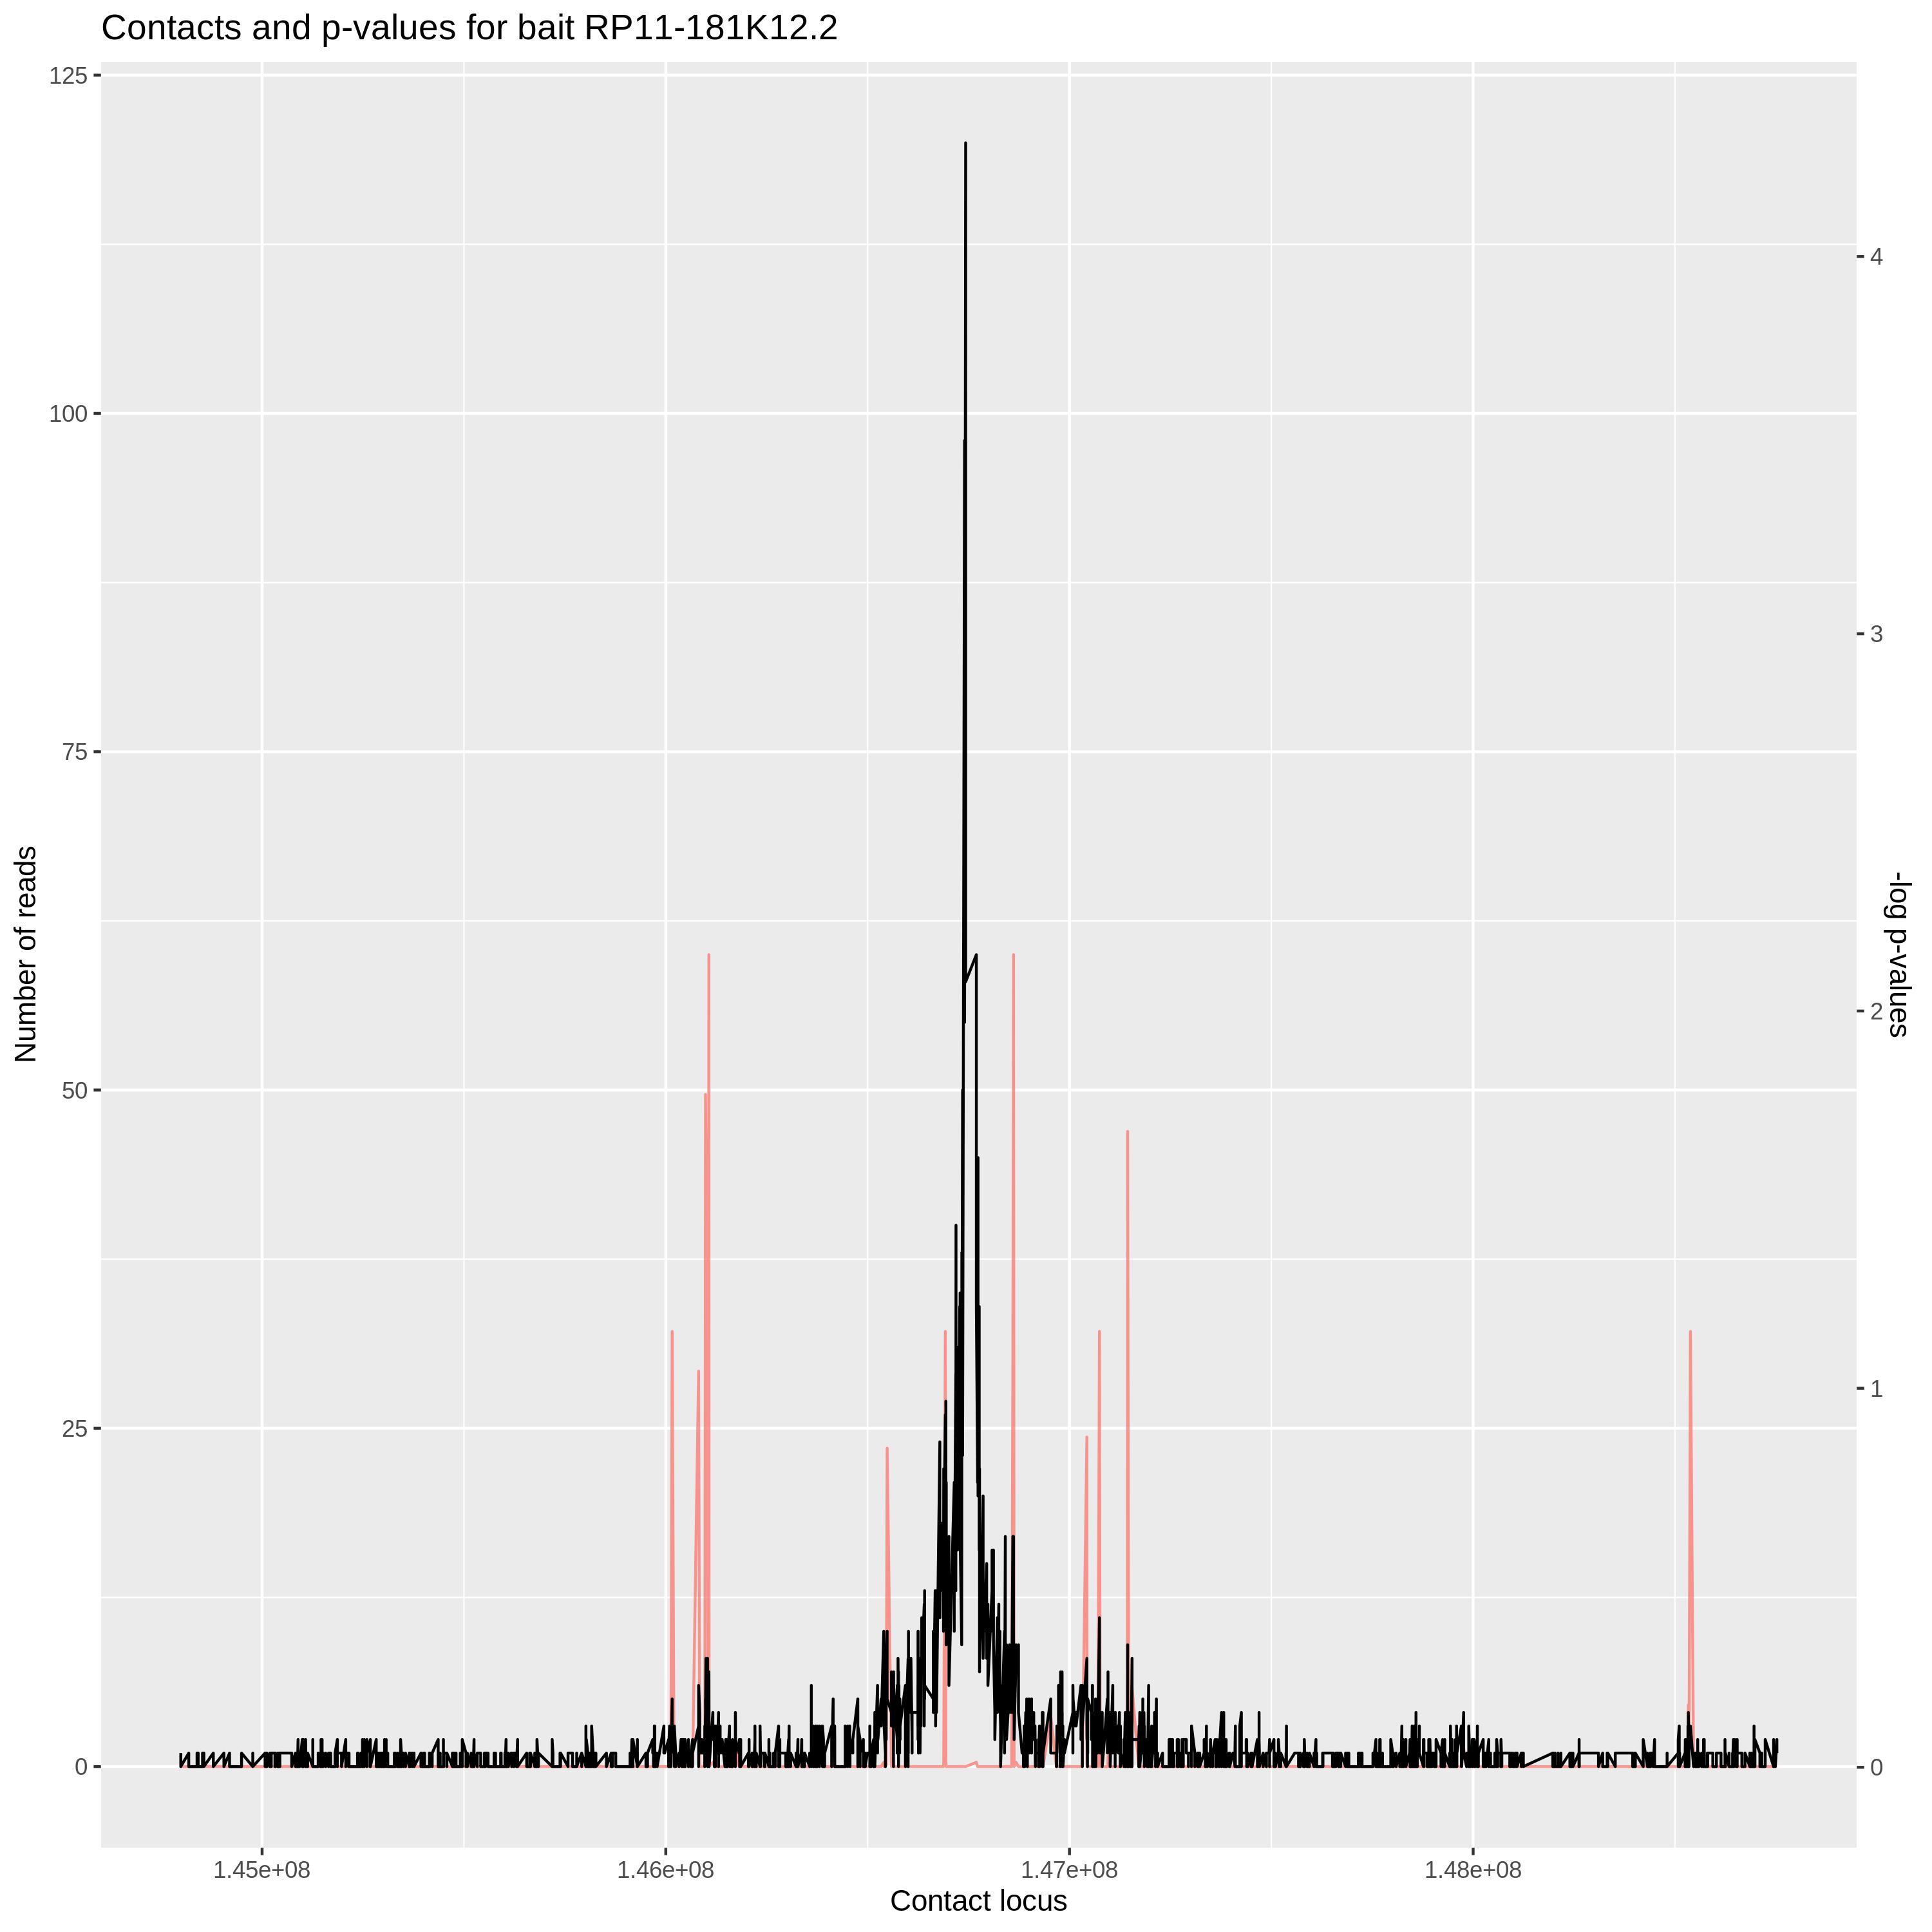 Contacts and p-values for bait RP11-181K12.2
125
100
75
50
25
0
Number of reads
4
3
2
1
0
-log p-values
1.45e+08
1.46e+08
1.47e+08
1.48e+08
Contact locus